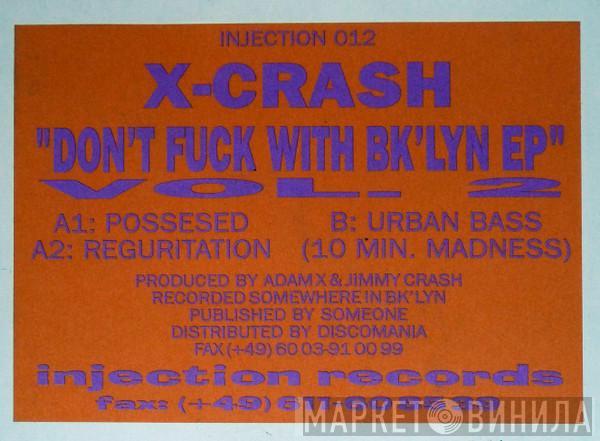 INJECTION 012
X-CRASH
"DON'T FUCK WITH BK'LYN EP"
VOL. 2
A1: POSSESED
B: URBAN BASS
A2: REGURITATION
(10 MIN. MADNESS)
PRODUCED BY ADAM X & JIMMY CRASH
RECORDED SOMEWHERE IN BK'LYN
PUBLISHED BY SOMEONE
DISTRIBUTED BY DISCOMANIA
FAX (+49) 60 03-91 00 99
injection records
fax: (+49)
МАРКЕТ ВИНИЛА